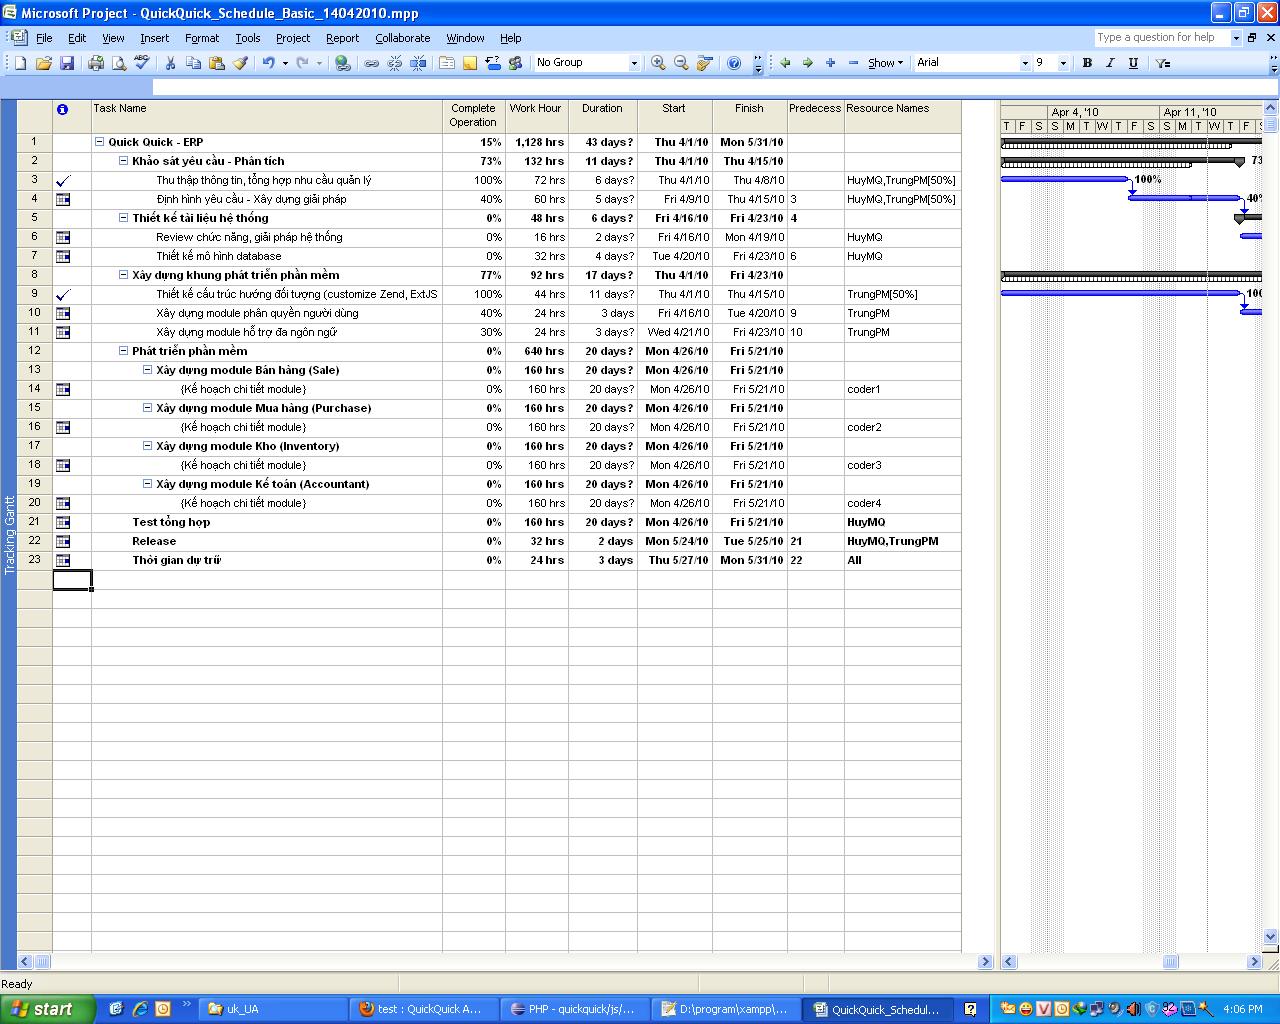 Microsoft Project - QuickQuick_Schedule_Basic_14042010.mpp
File Edit View Insert Format Tools Project Report Collaborate Window Help Type a question for help
No Group Show Arial 9 B I U
Task Name Complete Operation Work Hour Duration Start Finish Predecess Resource Names
1 Quick Quick - ERP 15% 1,128 hrs 43 days? Thu 4/1/10 Mon 5/31/10
2 Khảo sát yêu cầu - Phân tích 73% 132 hrs 11 days? Thu 4/1/10 Thu 4/15/10
3 Thu thập thông tin, tổng hợp nhu cầu quản lý 100% 72 hrs 6 days? Thu 4/1/10 Thu 4/8/10 HuyMQ,TrungPM[50%]
4 Định hình yêu cầu - Xây dựng giải pháp 40% 60 hrs 5 days? Fri 4/9/10 Thu 4/15/10 3 HuyMQ,TrungPM[50%]
5 Thiết kế tài liệu hệ thống 0% 48 hrs 6 days? Fri 4/16/10 Fri 4/23/10 4
6 Review chức năng, giải pháp hệ thống 0% 16 hrs 2 days? Fri 4/16/10 Mon 4/19/10 HuyMQ
7 Thiết kế mô hình database 0% 32 hrs 4 days? Tue 4/20/10 Fri 4/23/10 6 HuyMQ
8 Xây dựng khung phát triển phần mềm 77% 92 hrs 17 days? Thu 4/1/10 Fri 4/23/10
9 Thiết kế cấu trúc hướng đối tượng (customize Zend, ExtJS 100% 44 hrs 11 days? Thu 4/1/10 Thu 4/15/10 TrungPM[50%]
10 Xây dựng module phân quyền người dùng 40% 24 hrs 3 days Fri 4/16/10 Tue 4/20/10 9 TrungPM
11 Xây dựng module hỗ trợ đa ngôn ngữ 30% 24 hrs 3 days? Wed 4/21/10 Fri 4/23/10 10 TrungPM
12 Phát triển phần mềm 0% 640 hrs 20 days? Mon 4/26/10 Fri 5/21/10
13 Xây dựng module Bán hàng (Sale) 0% 160 hrs 20 days? Mon 4/26/10 Fri 5/21/10
14 {Kế hoạch chi tiết module} 0% 160 hrs 20 days? Mon 4/26/10 Fri 5/21/10 coder1
15 Xây dựng module Mua hàng (Purchase) 0% 160 hrs 20 days? Mon 4/26/10 Fri 5/21/10
16 {Kế hoạch chi tiết module} 0% 160 hrs 20 days? Mon 4/26/10 Fri 5/21/10 coder2
17 Xây dựng module Kho (Inventory) 0% 160 hrs 20 days? Mon 4/26/10 Fri 5/21/10
18 {Kế hoạch chi tiết module} 0% 160 hrs 20 days? Mon 4/26/10 Fri 5/21/10 coder3
19 Xây dựng module Kế toán (Accountant) 0% 160 hrs 20 days? Mon 4/26/10 Fri 5/21/10
20 {Kế hoạch chi tiết module} 0% 160 hrs 20 days? Mon 4/26/10 Fri 5/21/10 coder4
21 Test tổng hợp 0% 160 hrs 20 days? Mon 4/26/10 Fri 5/21/10 HuyMQ
22 Release 0% 32 hrs 2 days Mon 5/24/10 Tue 5/25/10 21 HuyMQ,TrungPM
23 Thời gian dự trữ 0% 24 hrs 3 days Thu 5/27/10 Mon 5/31/10 22 All
Tracking Gantt
Apr 4, '10 Apr 11, '10
T F S S M T W T F S S M T W T F S
73
100%
40%
100
Ready
start uk_UA test : QuickQuick A... PHP - quickquick/js/... D:\program\xampp\... QuickQuick_Schedul... 4:06 PM